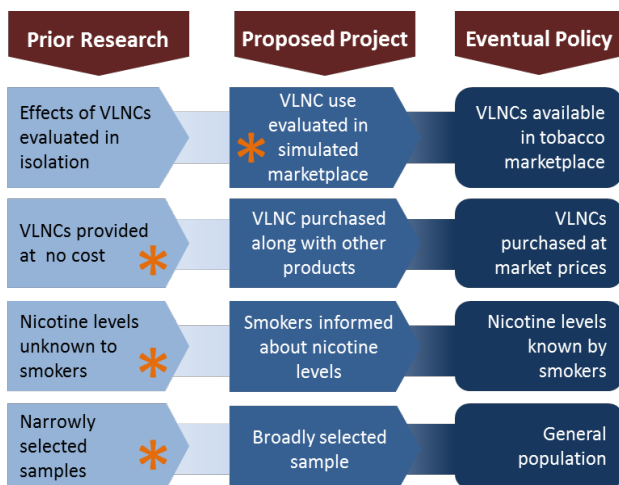 Prior Research
Proposed Project
Eventual Policy
Effects of VLNCs
evaluated in
isolation
VLNC use
evaluated in
simulated
marketplace
*
VLNCs available
in tobacco
marketplace
VLNCs provided
at no cost
*
VLNC purchased
along with other
products
VLNCs
purchased at
market prices
Nicotine levels
unknown to
smokers
*
Smokers informed
about nicotine
levels
Nicotine levels
known by
smokers
Narrowly
selected
samples
*
Broadly selected
sample
General
population